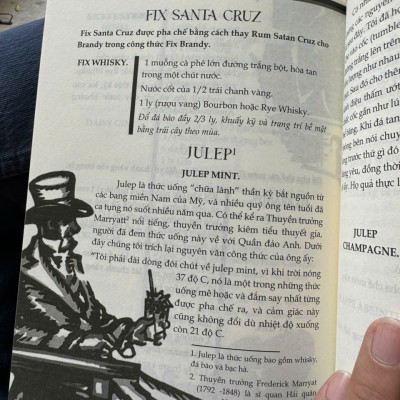 FIX SANTA CRUZ
Fix Santa Cruz được pha chế bằng cách thay Rum Satan Cruz cho
Brandy trong công thức Fix Brandy.
FIX WHISKY.
1 muỗng cà phê lớn đường trắng bột, hòa tan
trong một chút nước.
Nước cốt của 1/2 trái chanh vàng.
1 ly (rượu vang) Bourbon hoặc Rye Whisky.
Đổ đá bào đầy 2/3 ly, khuấy kỹ và trang trí bề mặt
bằng trái cây theo mùa.
JULEP¹
JULEP MINT.
Julep là thức uống "chữa lành" thần kỳ bắt nguồn từ
các bang miền Nam của Mỹ, và nhiều quý ông tên tuổi đã
ca tụng nó suốt nhiều năm qua. Có thể kể ra Thuyền trưởng
Marryat² nổi tiếng, thuyền trưởng kiêm tiểu thuyết gia,
người đã đem thức uống này về với Quần đảo Anh. Dưới
đây chúng tôi trích lại nguyên văn công thức của ông ấy:
"Tôi phải dài dòng đôi chút về julep mint, vì khi trời nóng
37 độ C, nó là một trong những thức
uống mê hoặc và đắm say nhất từng
được pha chế ra, và cảm giác này
cũng không đổi dù nhiệt độ xuống
còn 21 độ C.
1. Julep là thức uống bao gồm whisky,
đá bào và bạc hà.
2. Thuyền trưởng Frederick Marryat
(1792 -1848) là sĩ quan Hải quân
JULEP
CHAMPAGNE.